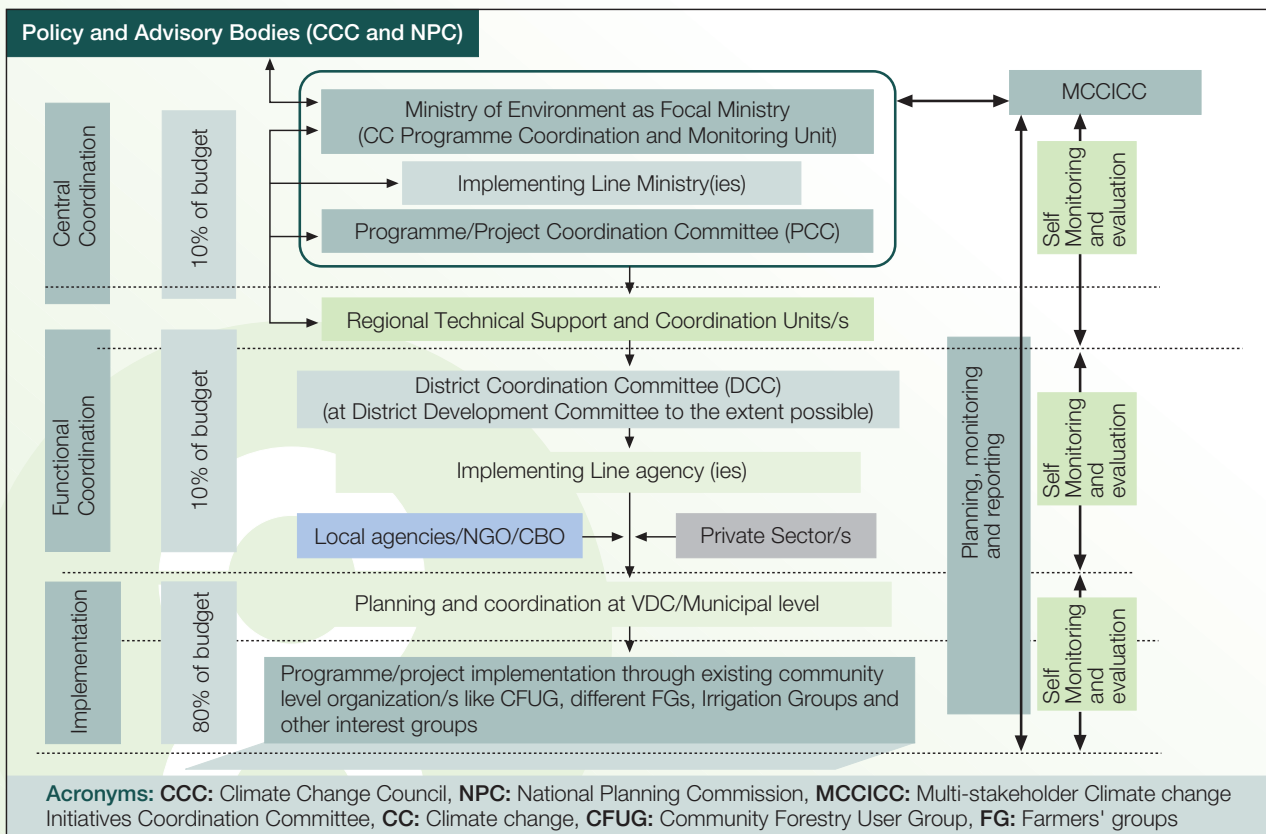 Policy and Advisory Bodies (CCC and NPC)
Central
Coordination
10% of budget
Ministry of Environment as Focal Ministry
(CC Programme Coordination and Monitoring Unit)
Implementing Line Ministry(ies)
Programme/Project Coordination Committee (PCC)
MCCICC
Self
Monitoring
and
evaluation
Regional Technical Support and Coordination Units/s
Functional
Coordination
10% of budget
District Coordination Committee (DCC)
(at District Development Committee to the extent possible)
Implementing Line agency (ies)
Local agencies/NGO/CBO
Private Sector/s
Planning, monitoring
and reporting
Self
Monitoring
and
evaluation
Implementation
80% of budget
Planning and coordination at VDC/Municipal level
Programme/project implementation through existing community
level organization/s like CFUG, different FGs, Irrigation Groups and
other interest groups
Self
Monitoring
and
evaluation
Acronyms: CCC: Climate Change Council, NPC: National Planning Commission, MCCICC: Multi-stakeholder Climate change
Initiatives Coordination Committee, CC: Climate change, CFUG: Community Forestry User Group, FG: Farmers' groups